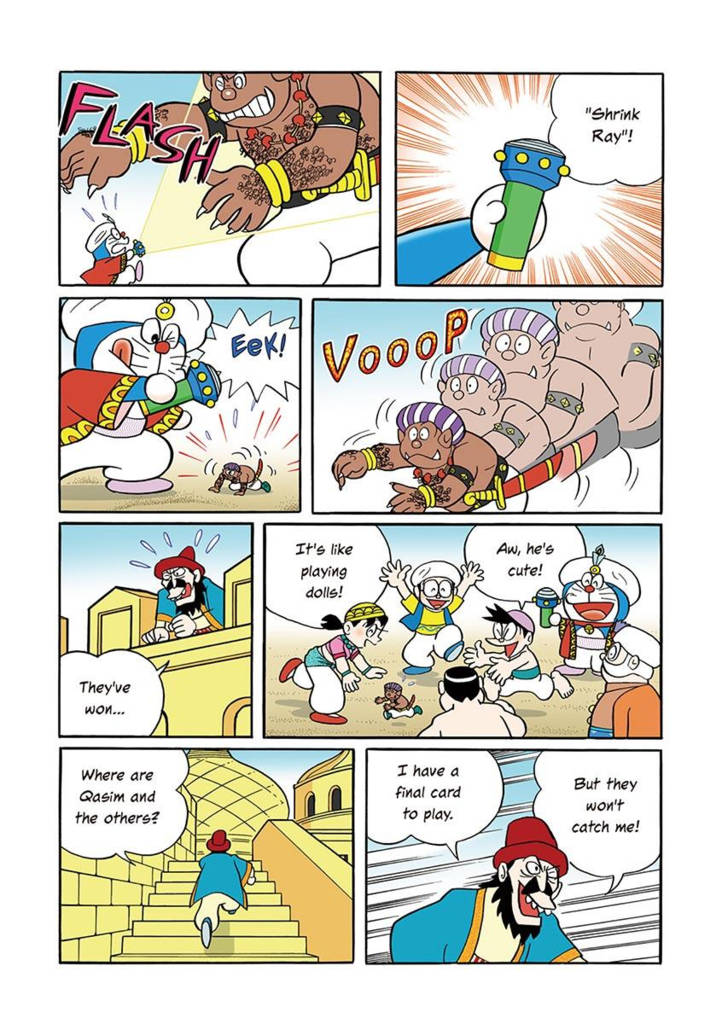 FLASH
"Shrink
Ray"!
EeK!
VoooP
They've
won...
It's like
playing
dolls!
Aw, he's
cute!
Where are
Qasim and
the others?
I have a
final card
to play.
But they
won't
catch me!